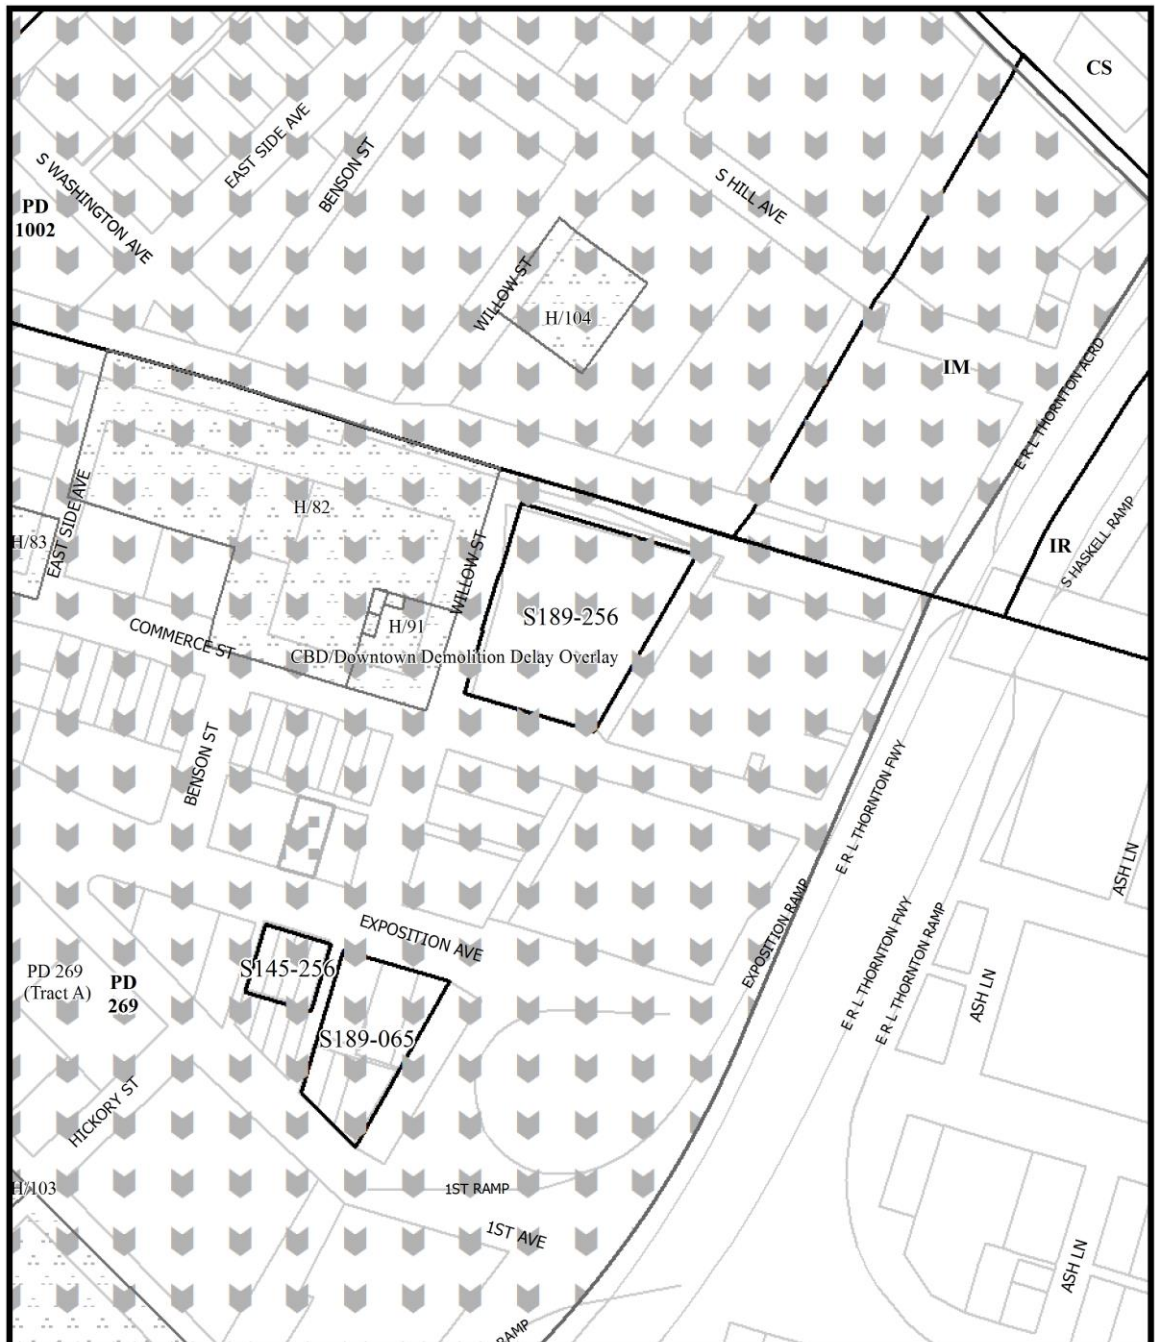 CS
EAST SIDE AVE
BENSON ST
S WASHINGTON AVE
S HILL AVE
PD
1002
WILLOW ST
H/104
IM
E R L THORNTON ACRD
H/82
EAST SIDE AVE
H/83
WILLOW ST
IR
S HASKELL RAMP
S189-256
H/91
COMMERCE ST
CBD/Downtown Demolition Delay Overlay
BENSON ST
E R L THORNTON FWY
ASH LN
EXPOSITION AVE
EXPOSITION RAMP
E R L THORNTON FWY
E R L THORNTON RAMP
S145-256
PD 269
(Tract A)
PD
269
ASH LN
S189-065
HICKORY ST
H/103
1ST RAMP
1ST AVE
ASH LN
RAMP